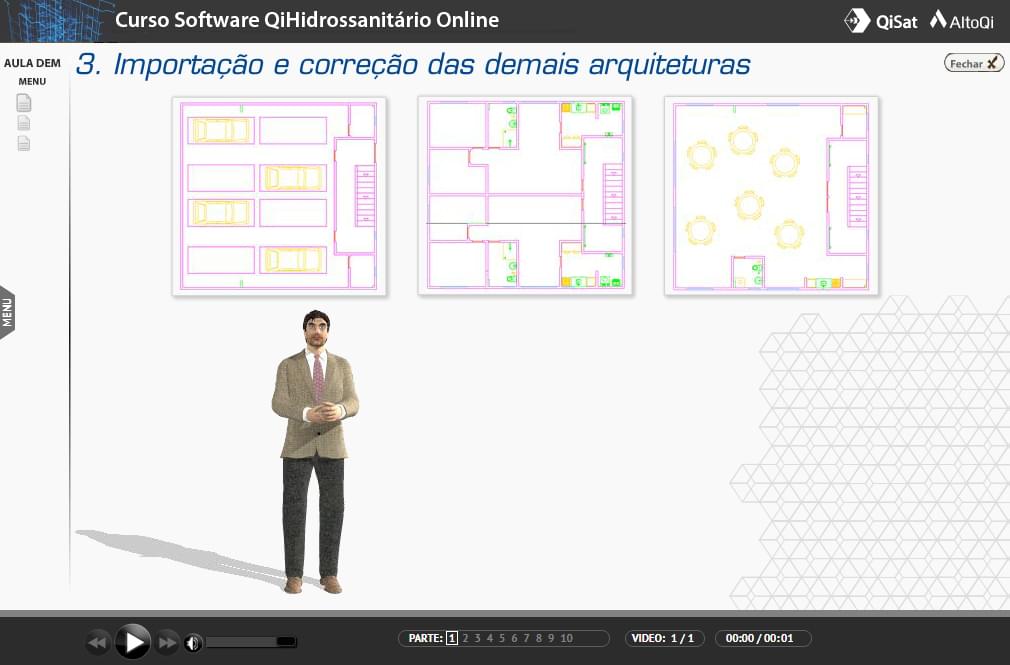 Curso Software QiHidrossanitário Online
QiSat
AltoQi
AULA DEM
3. Importação e correção das demais arquiteturas
Fechar
MENU
MENU
PARTE: 1 2 3 4 5 6 7 8 9 10
VIDEO: 1 / 1
00:00 / 00:01